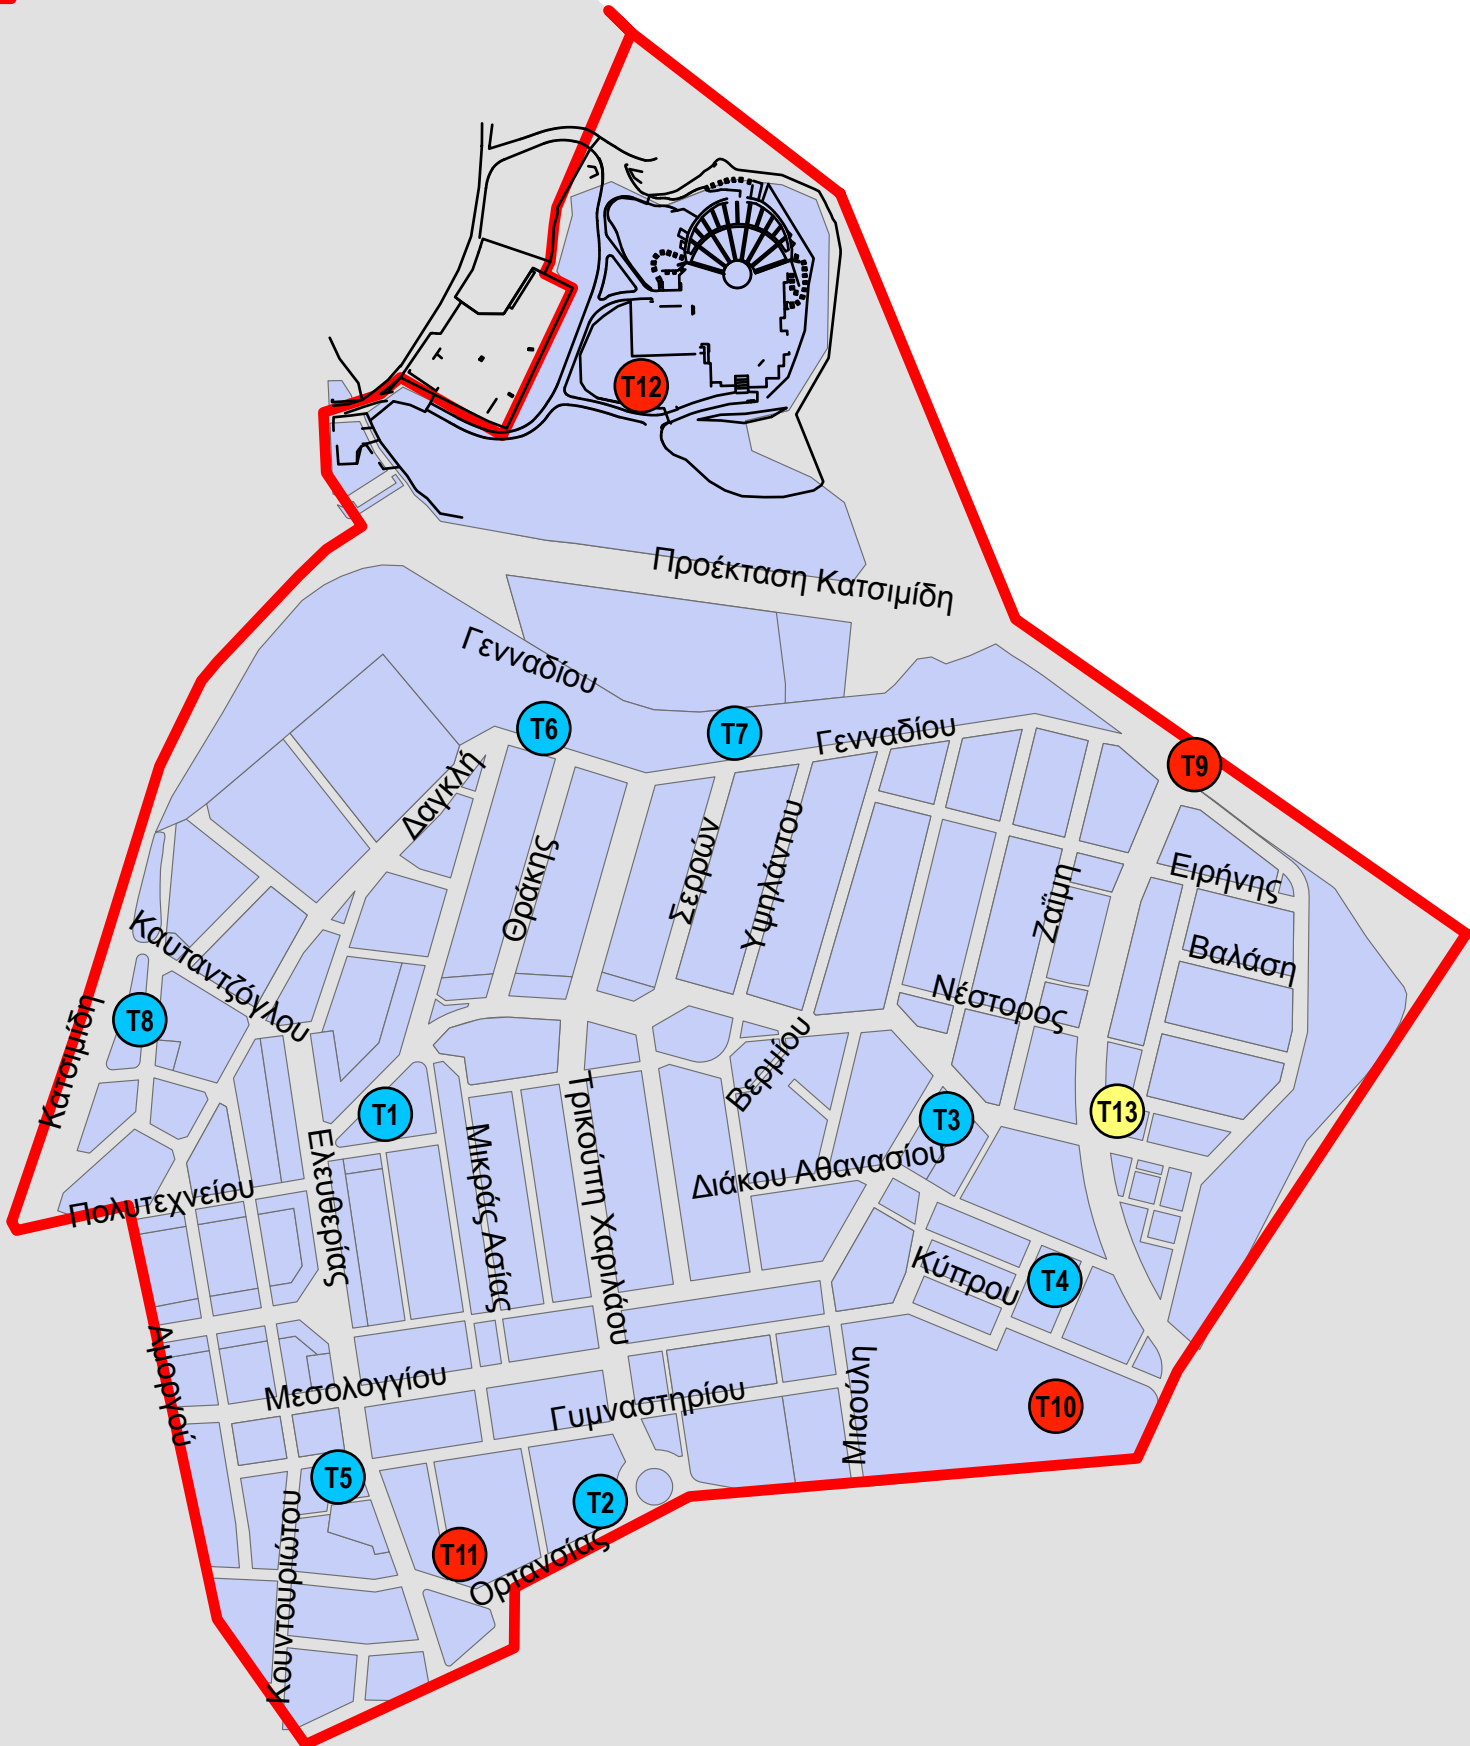 T12
Προέκταση Κατσιμίδη
Γενναδίου
T6
T7
Γενναδίου
T9
Δαγκλή
Θράκης
Σερρών
Υψηλάντου
Ζαΐμη
Ειρήνης
Βαλάση
Καυταντζόγλου
Νέστορος
T8
Κατσιμίδη
Βερμίου
T1
T3
T13
Ελευθερίας
Μικράς Ασίας
Τρικούπη Χαριλάου
Διάκου Αθανασίου
Πολυτεχνείου
Κύπρου
T4
Αμοργού
Μεσολογγίου
Γυμναστηρίου
Μιαούλη
T10
T5
T2
Κουντουριώτου
T11
Ορτανσίας